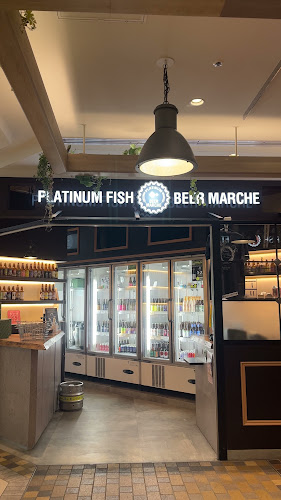 PLATINUM FISH BEER MARCHE